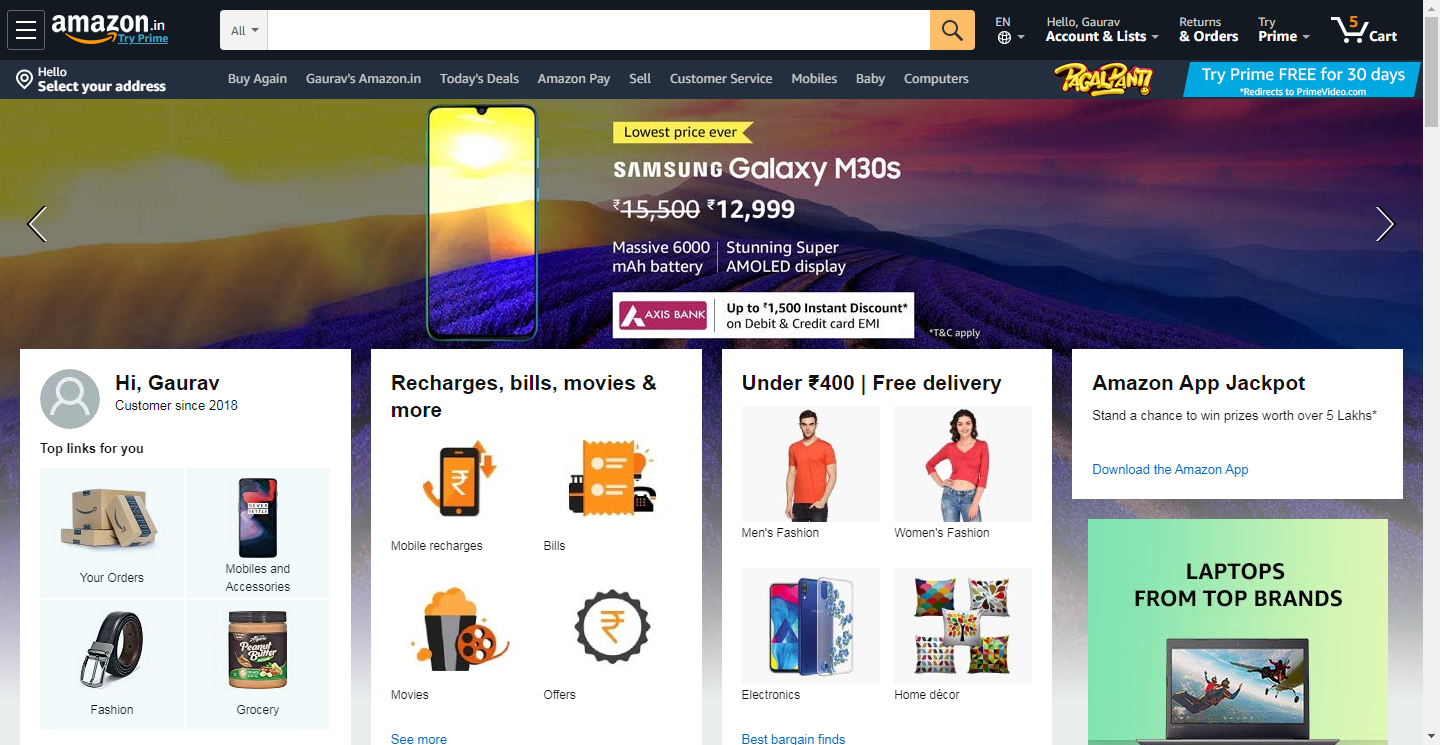 amazon.in
Try Prime
All
EN
Hello, Gaurav
Account & Lists
Returns
& Orders
Try
Prime
5
Cart
Hello
Select your address
Buy Again
Gaurav's Amazon.in
Today's Deals
Amazon Pay
Sell
Customer Service
Mobiles
Baby
Computers
PAGALPANTI
Try Prime FREE for 30 days
*Redirects to PrimeVideo.com
Lowest price ever
SAMSUNG Galaxy M30s
₹15,500 ₹12,999
Massive 6000
mAh battery
Stunning Super
AMOLED display
AXIS BANK
Up to ₹1,500 Instant Discount*
on Debit & Credit card EMI
*T&C apply
Hi, Gaurav
Customer since 2018
Top links for you
NEVER
SETTLE
Your Orders
Mobiles and
Accessories
Peanut
Butter
Fashion
Grocery
Recharges, bills, movies &
more
Mobile recharges
Bills
Movies
Offers
See more
Under ₹400 | Free delivery
Men's Fashion
Women's Fashion
Electronics
Home décor
Best bargain finds
Amazon App Jackpot
Stand a chance to win prizes worth over 5 Lakhs*
Download the Amazon App
LAPTOPS
FROM TOP BRANDS